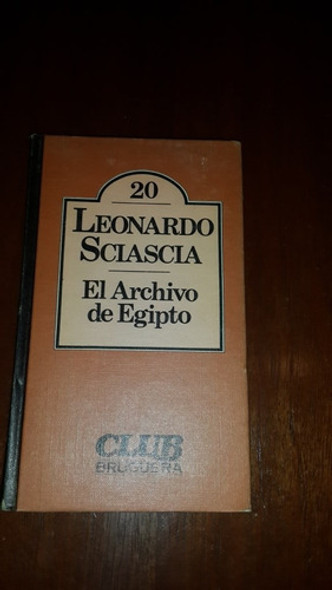 20
LEONARDO
SCIASCIA
El Archivo
de Egipto
CLUB
BRUGUERA